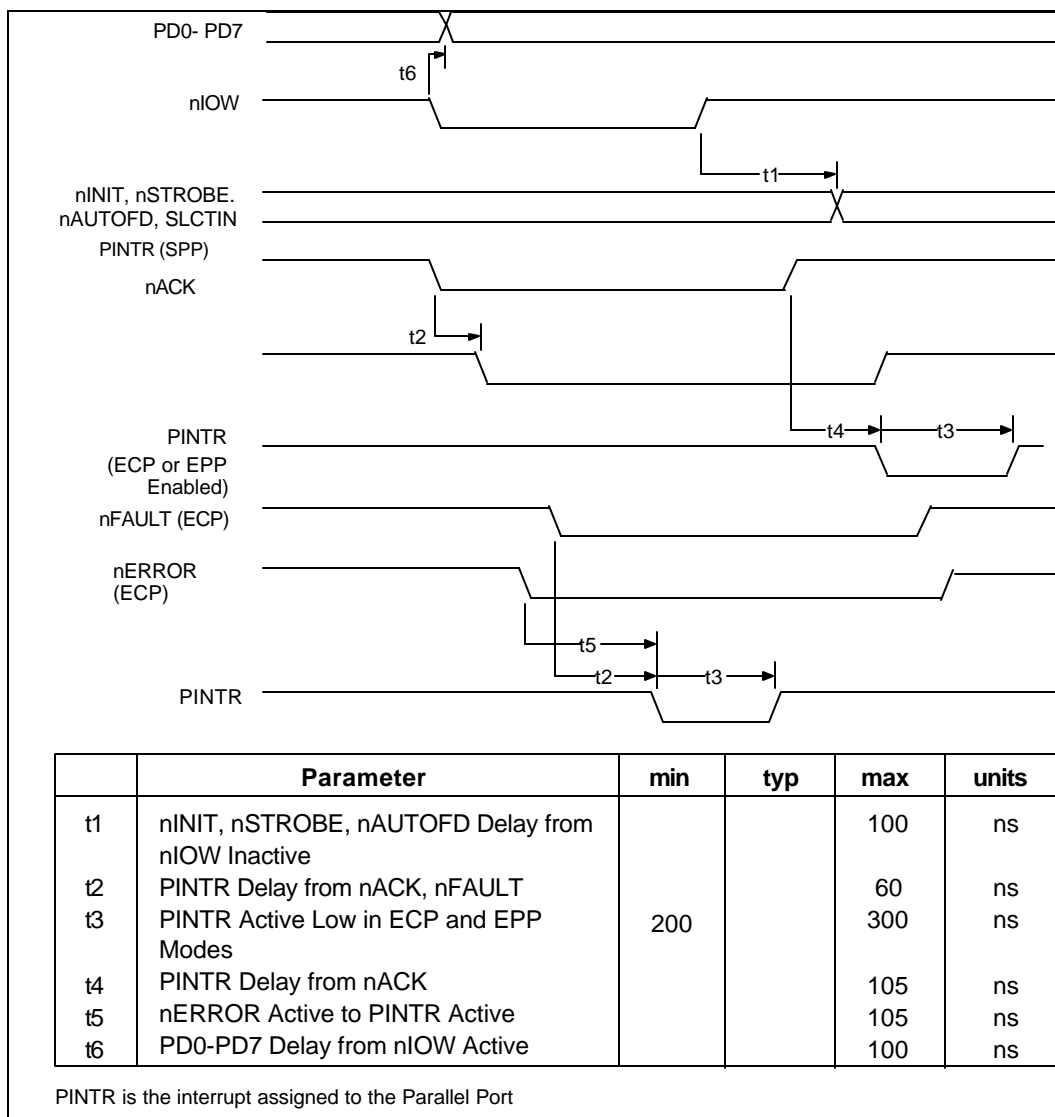 PD0- PD7
t6
nIOW
t1
nINIT, nSTROBE.
nAUTOFD, SLCTIN
PINTR (SPP)
nACK
t2
PINTR
(ECP or EPP
Enabled)
t4
t3
nFAULT (ECP)
nERROR
(ECP)
t5
t2
t3
PINTR
Parameter min typ max units
t1 nINIT, nSTROBE, nAUTOFD Delay from 100 ns
nIOW Inactive
t2 PINTR Delay from nACK, nFAULT 60 ns
t3 PINTR Active Low in ECP and EPP 200 300 ns
Modes
t4 PINTR Delay from nACK 105 ns
t5 nERROR Active to PINTR Active 105 ns
t6 PD0-PD7 Delay from nIOW Active 100 ns
PINTR is the interrupt assigned to the Parallel Port